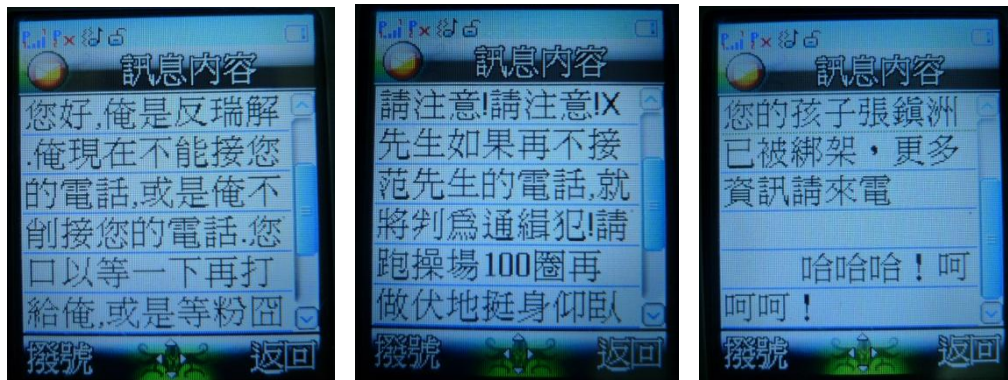 訊息內容
您好,俺是反瑞解
.俺現在不能接您
的電話,或是俺不
削接您的電話.您
口以等一下再打
給俺,或是等粉囧
撥號
返回
訊息內容
請注意!請注意!X
先生如果再不接
范先生的電話,就
將判為通緝犯!請
跑操場100圈再
做伏地挺身仰臥
撥號
返回
訊息內容
您的孩子張鎮洲
已被綁架，更多
資訊請來電
哈哈哈！呵
呵呵！
撥號
返回